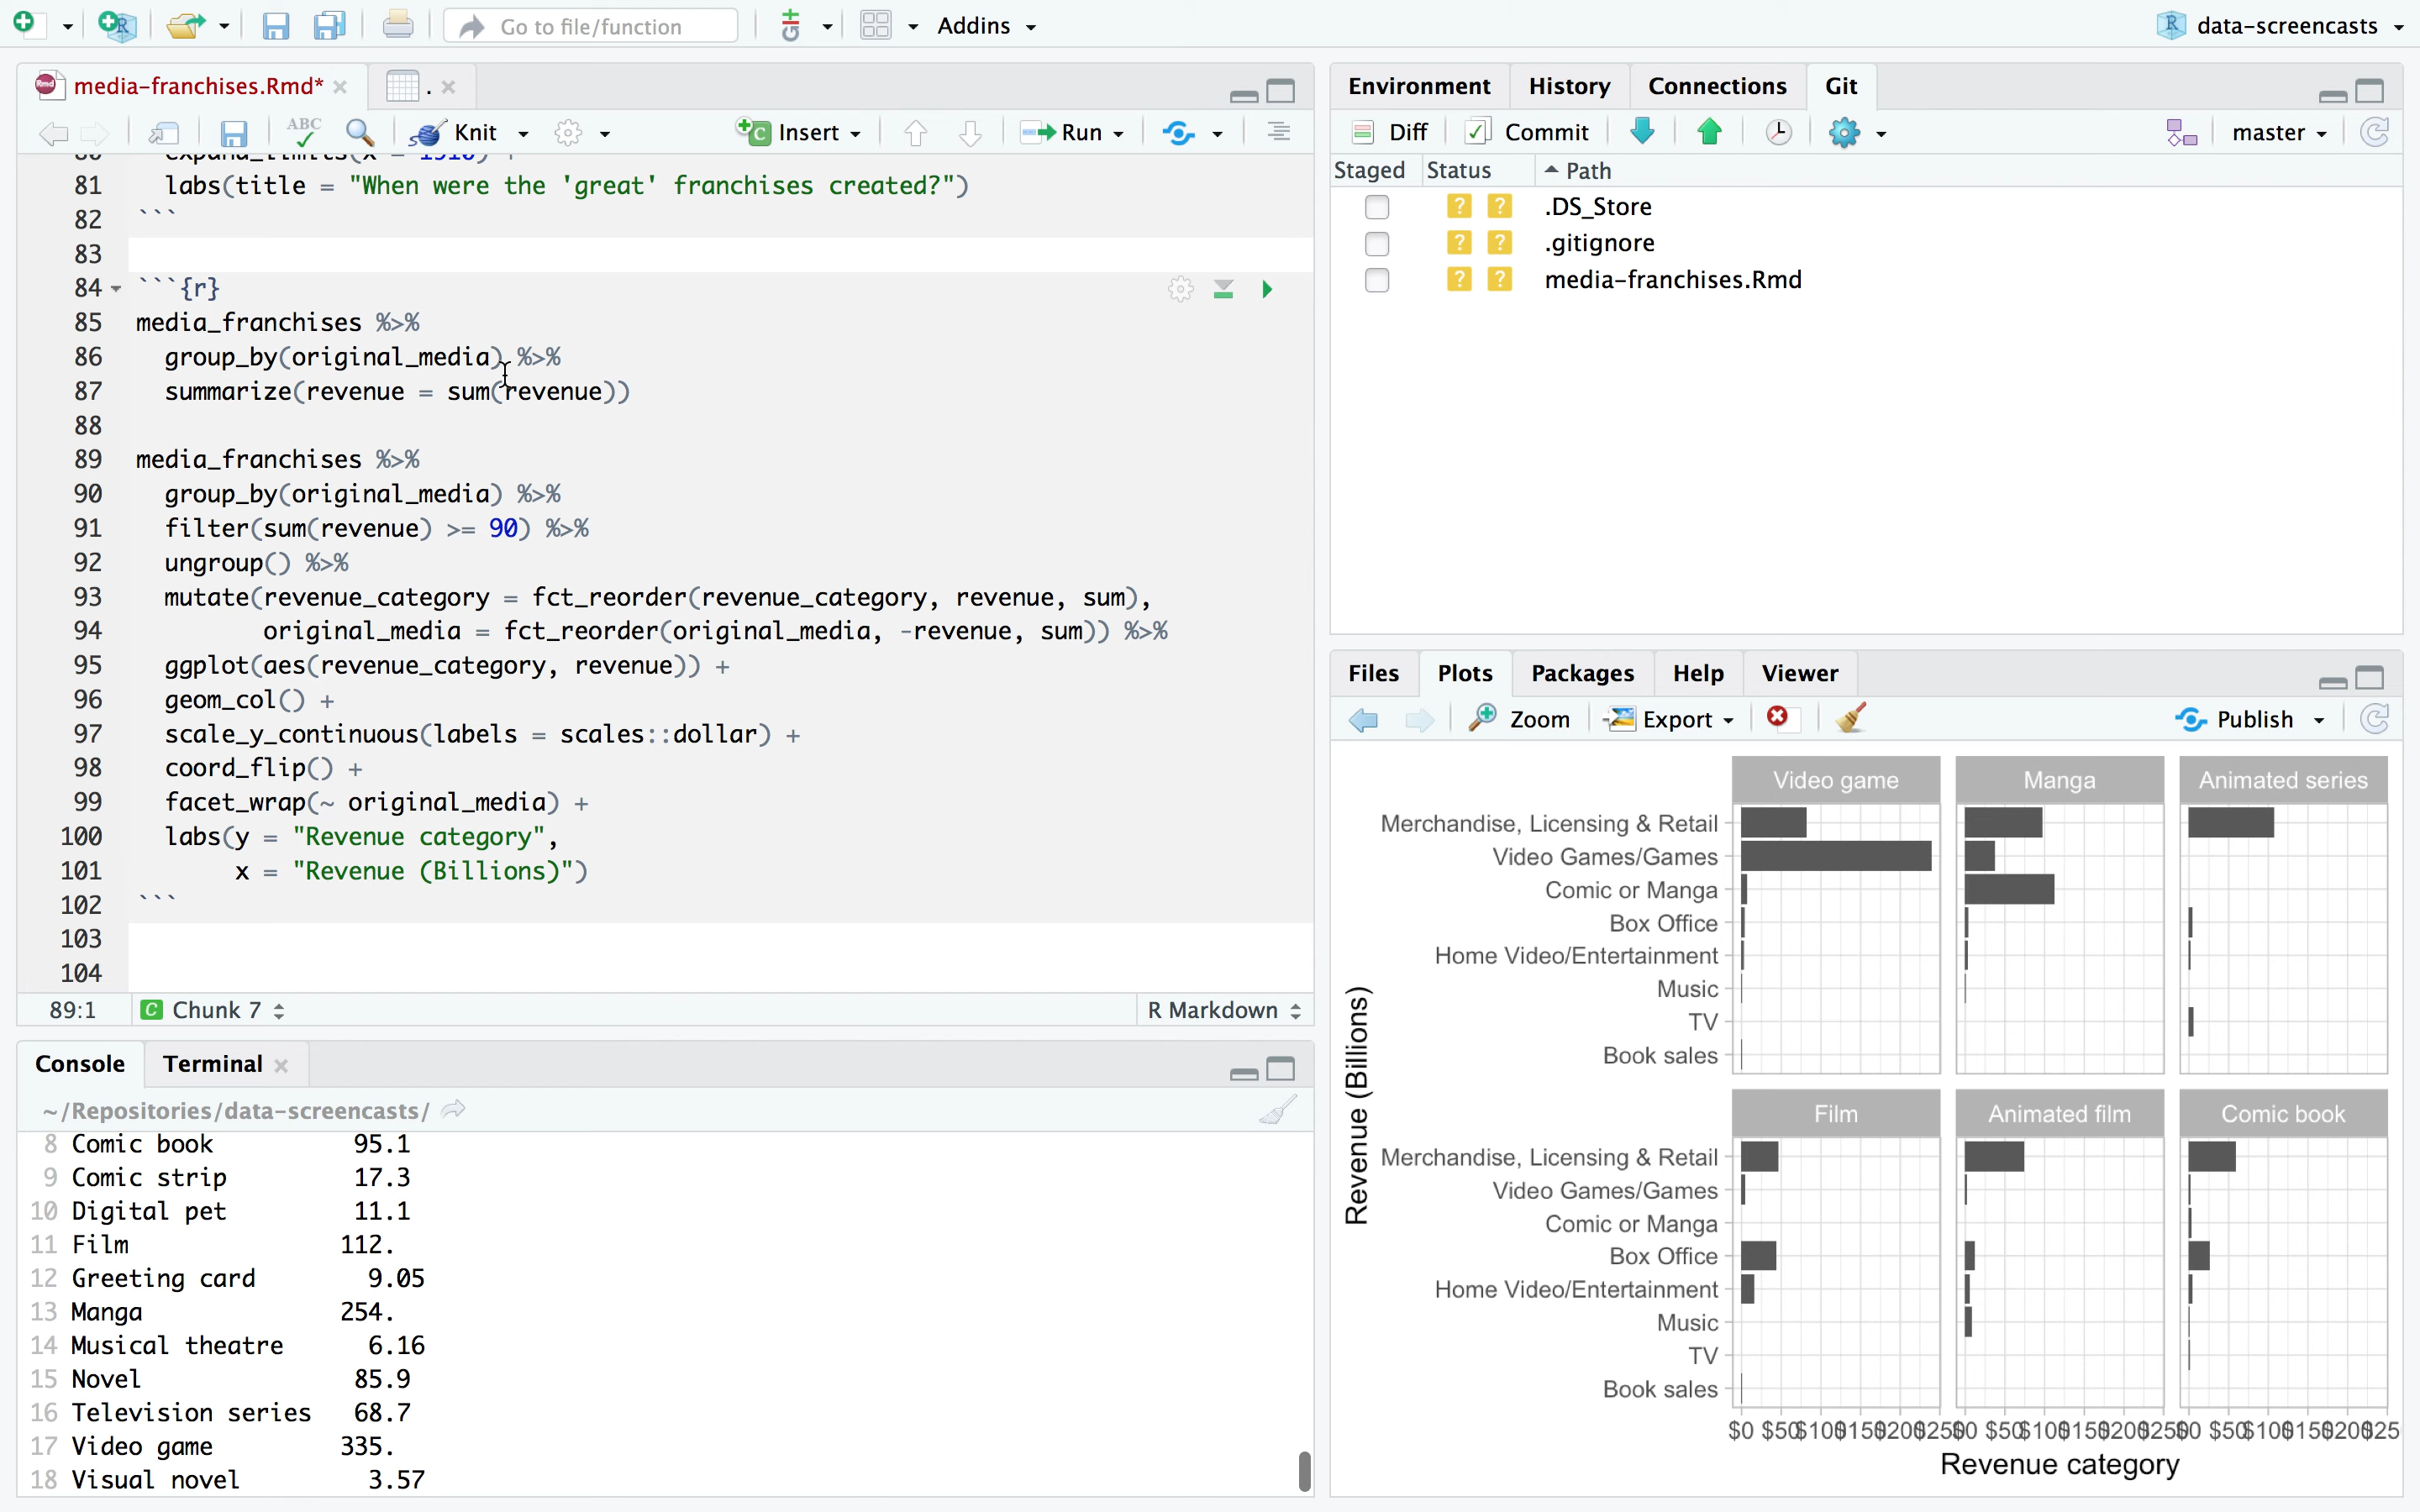 Go to file/function
Addins
data-screencasts
media-franchises.Rmd*
.
ABC
Knit
Insert
Run
81 labs(title = "When were the 'great' franchises created?")
82 ```
83
84 ```{r}
85 media_franchises %>%
86 group_by(original_media) %>%
87 summarize(revenue = sum(revenue))
88
89 media_franchises %>%
90 group_by(original_media) %>%
91 filter(sum(revenue) >= 90) %>%
92 ungroup() %>%
93 mutate(revenue_category = fct_reorder(revenue_category, revenue, sum),
94 original_media = fct_reorder(original_media, -revenue, sum)) %>%
95 ggplot(aes(revenue_category, revenue)) +
96 geom_col() +
97 scale_y_continuous(labels = scales::dollar) +
98 coord_flip() +
99 facet_wrap(~ original_media) +
100 labs(y = "Revenue category",
101 x = "Revenue (Billions)")
102 ```
103
104
89:1
C Chunk 7
R Markdown
Console
Terminal
~/Repositories/data-screencasts/
8 Comic book 95.1
9 Comic strip 17.3
10 Digital pet 11.1
11 Film 112.
12 Greeting card 9.05
13 Manga 254.
14 Musical theatre 6.16
15 Novel 85.9
16 Television series 68.7
17 Video game 335.
18 Visual novel 3.57
Environment
History
Connections
Git
Diff
Commit
master
Staged Status Path
? ? .DS_Store
? ? .gitignore
? ? media-franchises.Rmd
Files
Plots
Packages
Help
Viewer
Zoom
Export
Publish
Video game Manga Animated series
Merchandise, Licensing & Retail
Video Games/Games
Comic or Manga
Box Office
Home Video/Entertainment
Music
TV
Book sales
Revenue (Billions)
Film Animated film Comic book
Merchandise, Licensing & Retail
Video Games/Games
Comic or Manga
Box Office
Home Video/Entertainment
Music
TV
Book sales
$0 $50
Revenue category